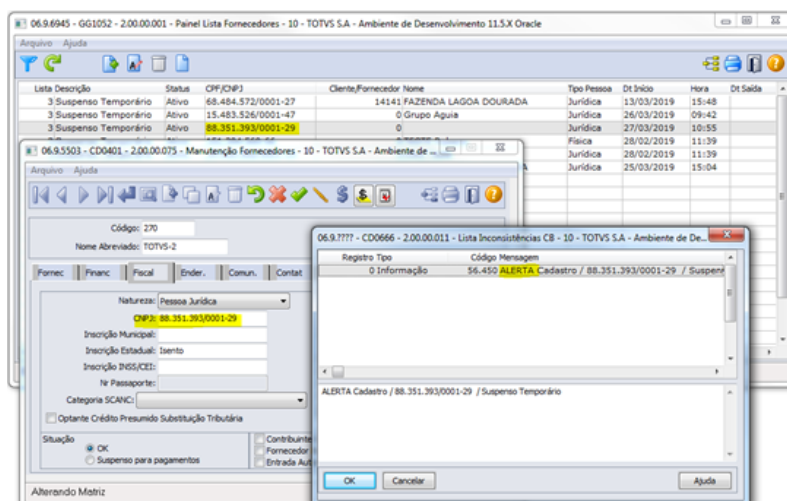 06.9.6945 - GG1052 - 2.00.00.001 - Painel Lista Fornecedores - 10 - TOTVS S.A - Ambiente de Desenvolvimento 11.5.X Oracle
Arquivo Ajuda
Lista Descrição Status CPF/CNPJ Cliente/Fornecedor Nome Tipo Pessoa Dt Início Hora Dt Saída
3 Suspenso Temporário Ativo 68.484.572/0001-27 14141 FAZENDA LAGOA DOURADA Jurídica 13/03/2019 15:48
3 Suspenso Temporário Ativo 15.483.526/0001-47 0 Grupo Aguia Jurídica 26/03/2019 09:42
3 Suspenso Temporário Ativo 88.351.393/0001-29 0 Jurídica 27/03/2019 10:55
Física 28/02/2019 11:39
Jurídica 28/02/2019 11:39
Jurídica 25/03/2019 15:04
06.9.5503 - CD0401 - 2.00.00.075 - Manutenção Fornecedores - 10 - TOTVS S.A - Ambiente de ...
Arquivo Ajuda
Código: 270
Nome Abreviado: TOTVS-2
Fornec Financ Fiscal Ender. Comun. Contat
Natureza: Pessoa Jurídica
CNPJ: 88.351.393/0001-29
Inscrição Municipal:
Inscrição Estadual: Isento
Inscrição INSS/CEI:
Nr Passaporte:
Categoria SCANC:
Optante Crédito Presumido Substituição Tributária
Situação
OK
Suspenso para pagamentos
Contribuinte
Fornecedor
Entrada Aut
Alterando Matriz
06.9.???? - CD0666 - 2.00.00.011 - Lista Inconsistências CB - 10 - TOTVS S.A - Ambiente de De...
Registro Tipo Código Mensagem
0 Informação 56.450 ALERTA Cadastro / 88.351.393/0001-29 / Suspen
ALERTA Cadastro / 88.351.393/0001-29 / Suspenso Temporário
OK Cancelar Ajuda